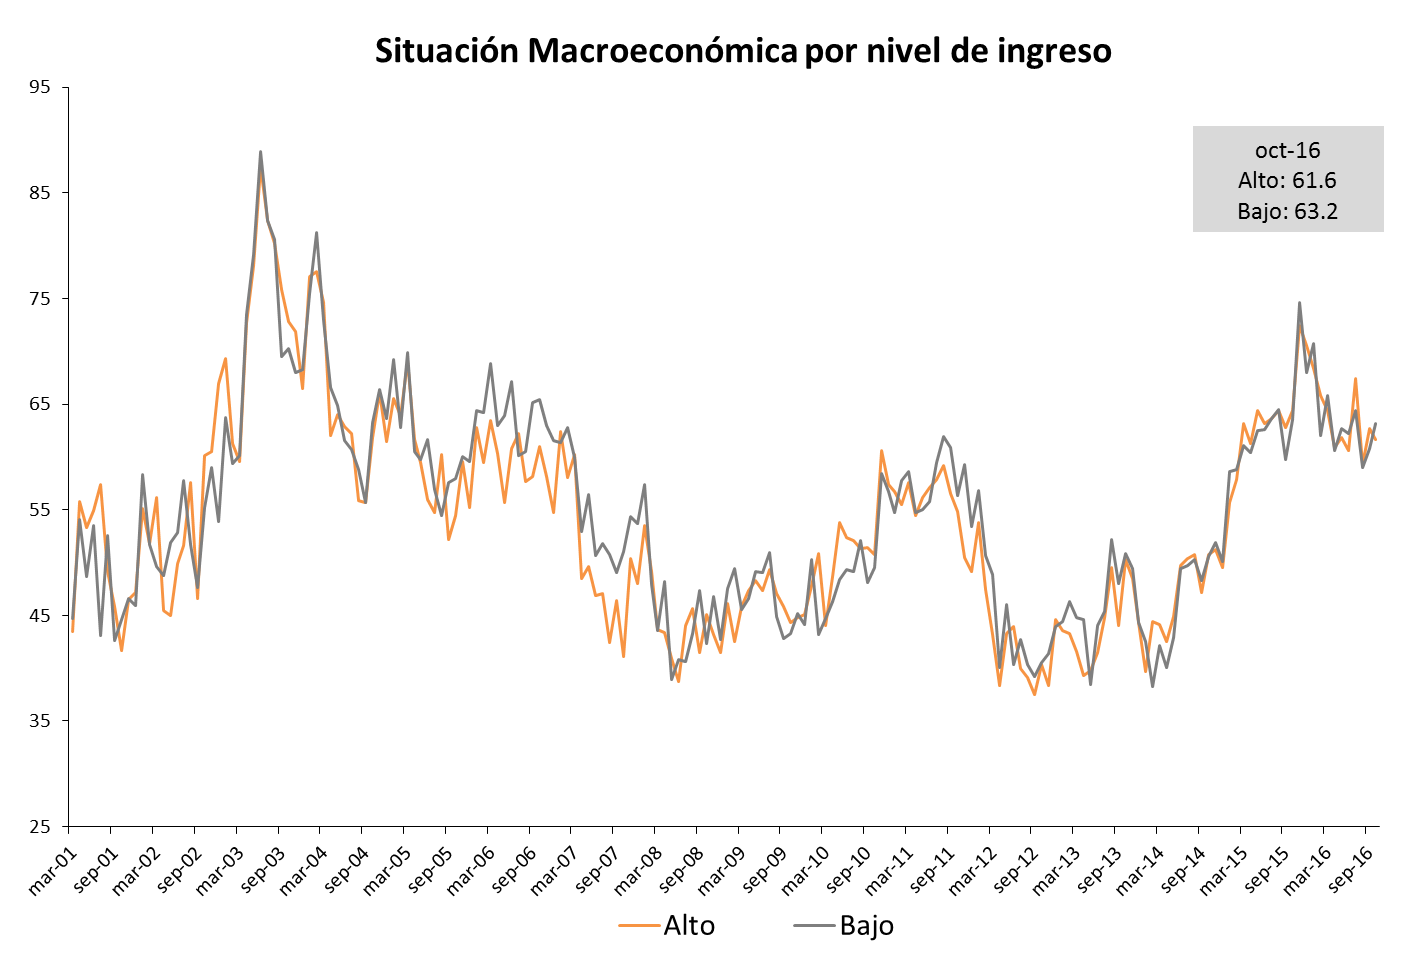 Situación Macroeconómica por nivel de ingreso
95
85
75
65
55
45
35
25
oct-16
Alto: 61.6
Bajo: 63.2
mar-01
sep-01
mar-02
sep-02
mar-03
sep-03
mar-04
sep-04
mar-05
sep-05
mar-06
sep-06
mar-07
sep-07
mar-08
sep-08
mar-09
sep-09
mar-10
sep-10
mar-11
sep-11
mar-12
sep-12
mar-13
sep-13
mar-14
sep-14
mar-15
sep-15
mar-16
sep-16
Alto
Bajo